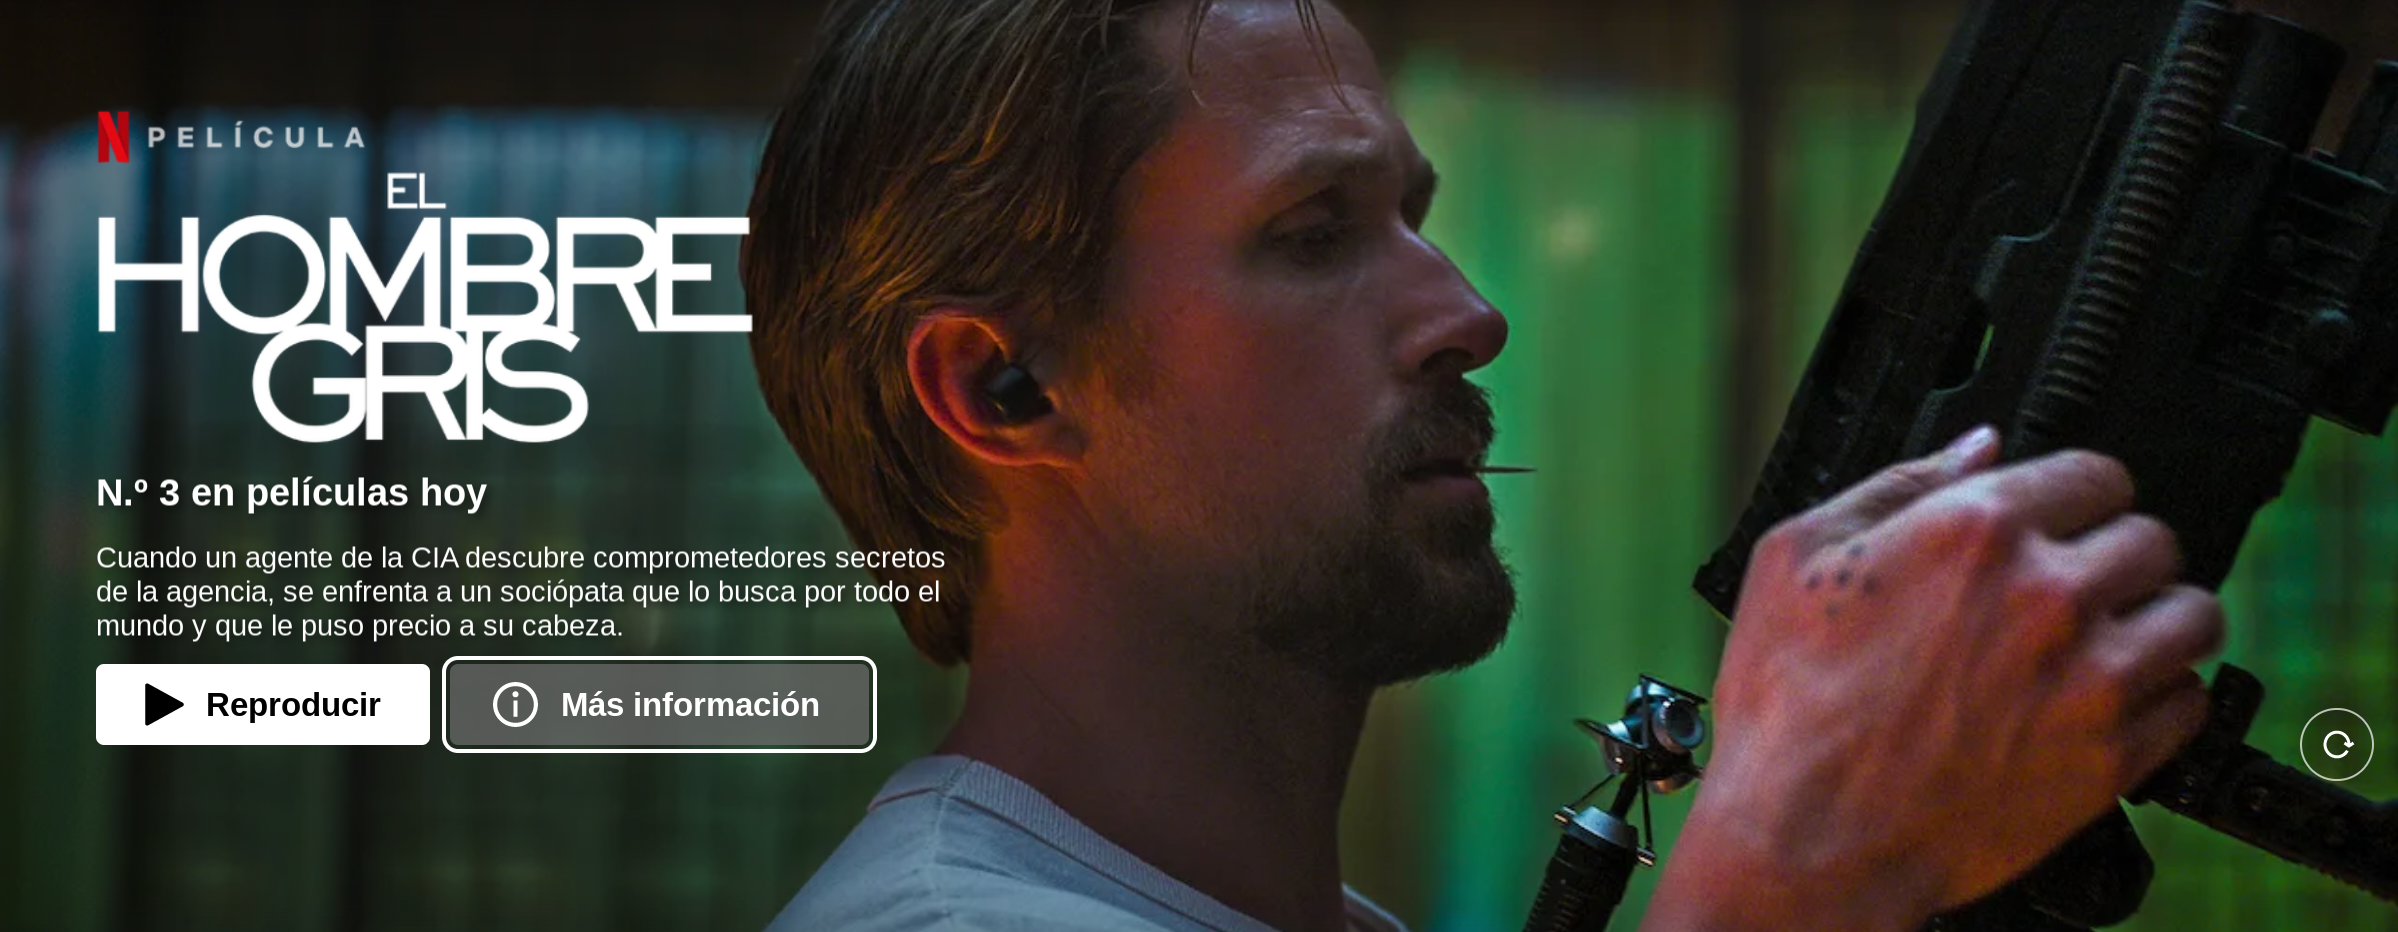 N PELÍCULA
EL
HOMBRE
GRIS
N.º 3 en películas hoy
Cuando un agente de la CIA descubre comprometedores secretos
de la agencia, se enfrenta a un sociópata que lo busca por todo el
mundo y que le puso precio a su cabeza.
Reproducir
Más información